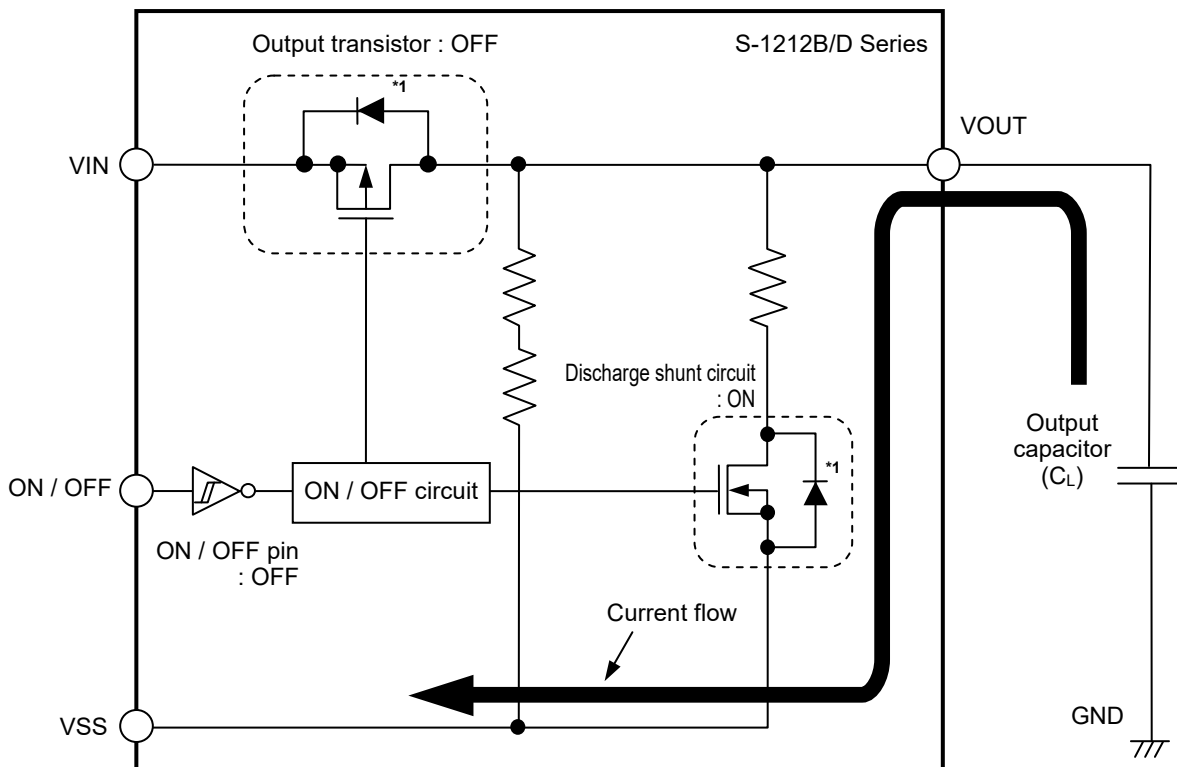 Output transistor : OFF
S-1212B/D Series
*1
VOUT
VIN
Discharge shunt circuit
: ON
Output
capacitor
(CL)
*1
ON / OFF
ON / OFF circuit
ON / OFF pin
: OFF
Current flow
VSS
GND